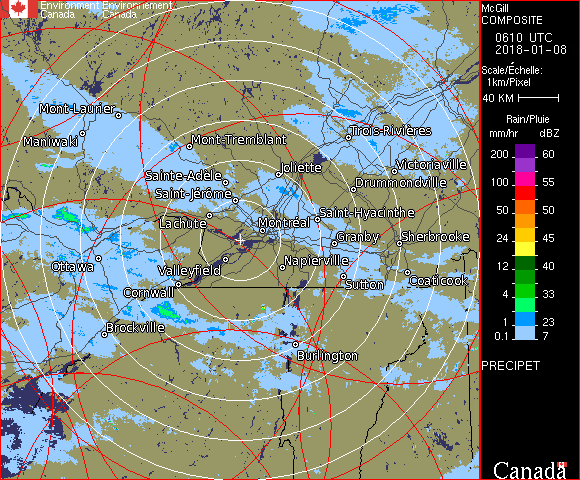 Environment Environnement
Canada Canada
McGill
COMPOSITE
0610 UTC
2018-01-08
Scale/Échelle:
1km/Pixel
40 KM
Rain/Pluie
mm/hr dBZ
200 60
100 55
50 50
24 45
12 40
4 33
1 23
0.1 7
PRECIPET
Canada
Mont-Laurier
Maniwaki
Mont-Tremblant
Trois-Rivières
Joliette
Victoriaville
Sainte-Adele
Drummondville
Saint-Jérôme
Saint-Hyacinthe
Lachute
Montréal
Granby
Sherbrooke
Ottawa
Valleyfield
Napierville
Cornwall
Sutton
Coaticook
Brockville
Burlington